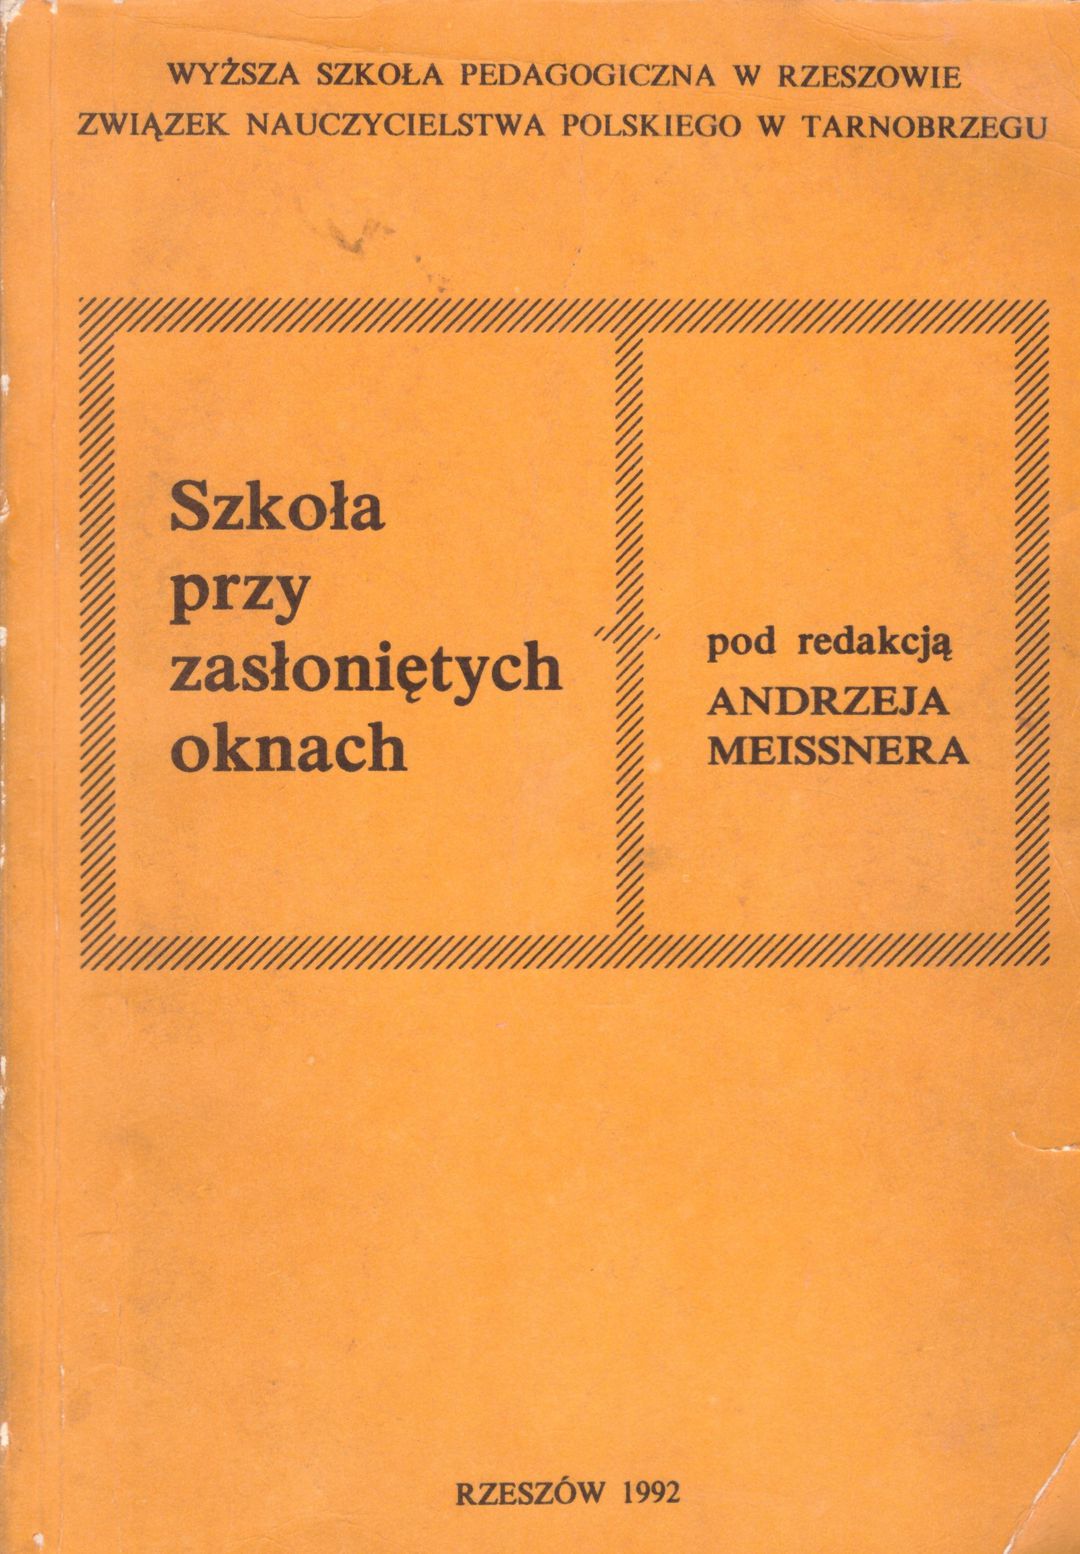 WYŻSZA SZKOŁA PEDAGOGICZNA W RZESZOWIE
ZWIĄZEK NAUCZYCIELSTWA POLSKIEGO W TARNOBRZEGU
Szkoła
przy
zasłoniętych
oknach
pod redakcją
ANDRZEJA
MEISSNERA
RZESZÓW 1992